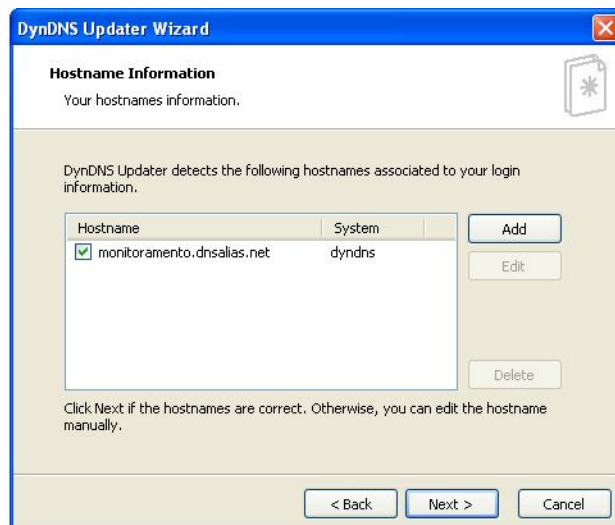 DynDNS Updater Wizard
Hostname Information
Your hostnames information.
DynDNS Updater detects the following hostnames associated to your login
information.
Hostname System
monitoramento.dnsalias.net dyndns
Add
Edit
Delete
Click Next if the hostnames are correct. Otherwise, you can edit the hostname
manually.
< Back Next > Cancel